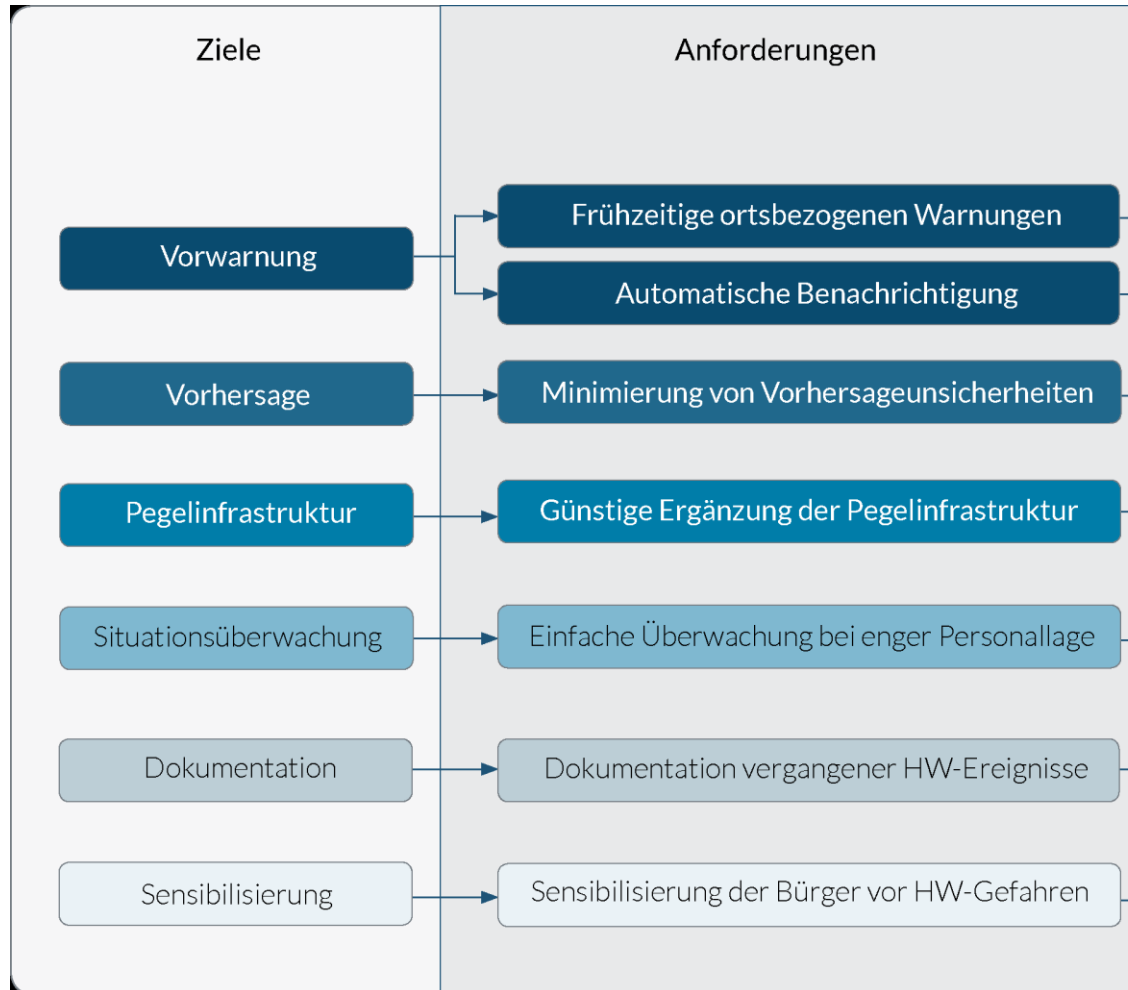 Ziele
Anforderungen
Vorwarnung
Frühzeitige ortsbezogenen Warnungen
Automatische Benachrichtigung
Vorhersage
Minimierung von Vorhersageunsicherheiten
Pegelinfrastruktur
Günstige Ergänzung der Pegelinfrastruktur
Situationsüberwachung
Einfache Überwachung bei enger Personallage
Dokumentation
Dokumentation vergangener HW-Ereignisse
Sensibilisierung
Sensibilisierung der Bürger vor HW-Gefahren